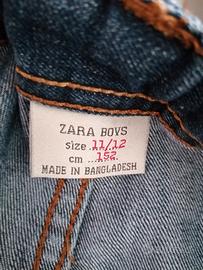 ZARA BOYS
size 11/12
cm ....152
MADE IN BANGLADESH